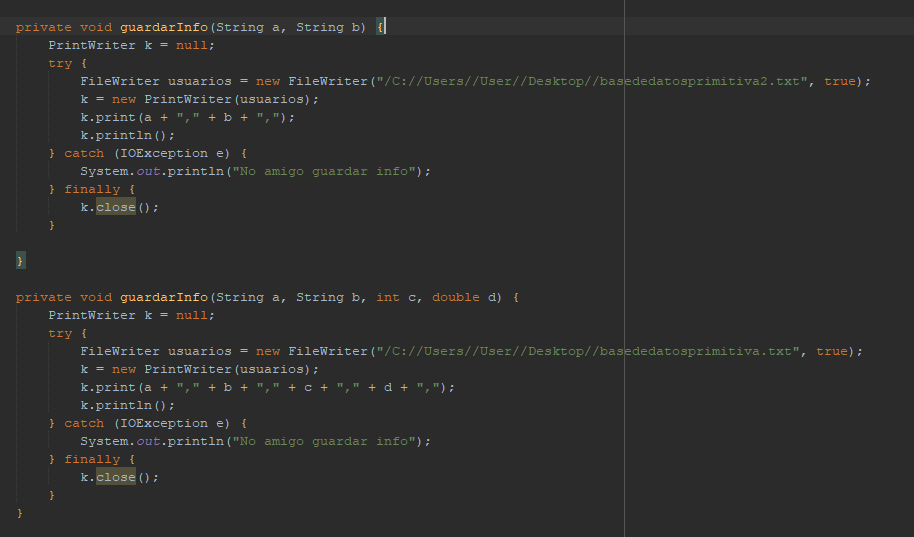 private void guardarInfo(String a, String b) {
    PrintWriter k = null;
    try {
        FileWriter usuarios = new FileWriter("/C://Users//User//Desktop//basededatosprimitiva2.txt", true);
        k = new PrintWriter(usuarios);
        k.print(a + "," + b + ",");
        k.println();
    } catch (IOException e) {
        System.out.println("No amigo guardar info");
    } finally {
        k.close();
    }
}
private void guardarInfo(String a, String b, int c, double d) {
    PrintWriter k = null;
    try {
        FileWriter usuarios = new FileWriter("/C://Users//User//Desktop//basededatosprimitiva.txt", true);
        k = new PrintWriter(usuarios);
        k.print(a + "," + b + "," + c + "," + d + ",");
        k.println();
    } catch (IOException e) {
        System.out.println("No amigo guardar info");
    } finally {
        k.close();
    }
}